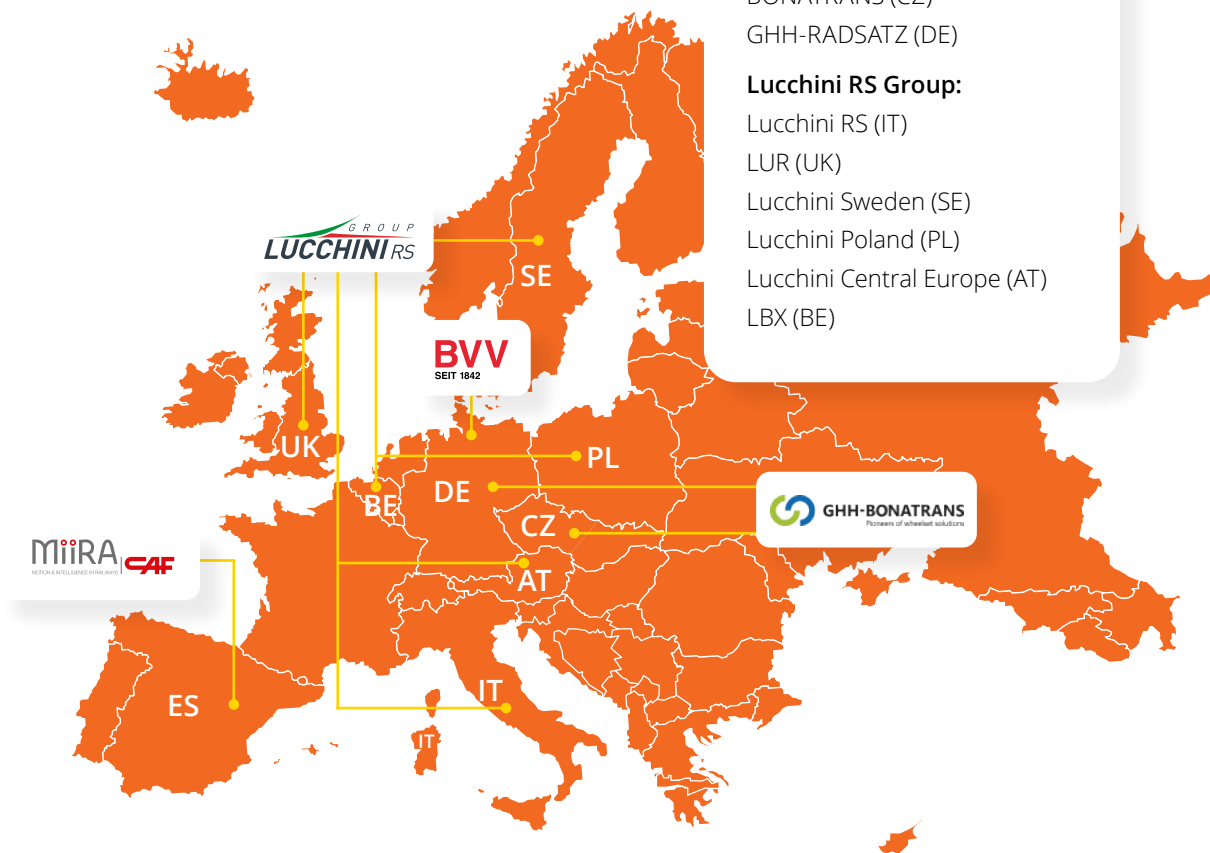 BONATRANS (CZ)
GHH-RADSATZ (DE)
Lucchini RS Group:
Lucchini RS (IT)
LUR (UK)
Lucchini Sweden (SE)
Lucchini Poland (PL)
Lucchini Central Europe (AT)
LBX (BE)
GROUP
LUCCHINI RS
SE
BVV
SEIT 1842
UK
PL
BE
DE
CZ
GHH-BONATRANS
Pioneers of wheelset solutions
MiiRA CAF
MOTION & INTELLIGENCE IN RAILWAYS
AT
ES
IT
IT